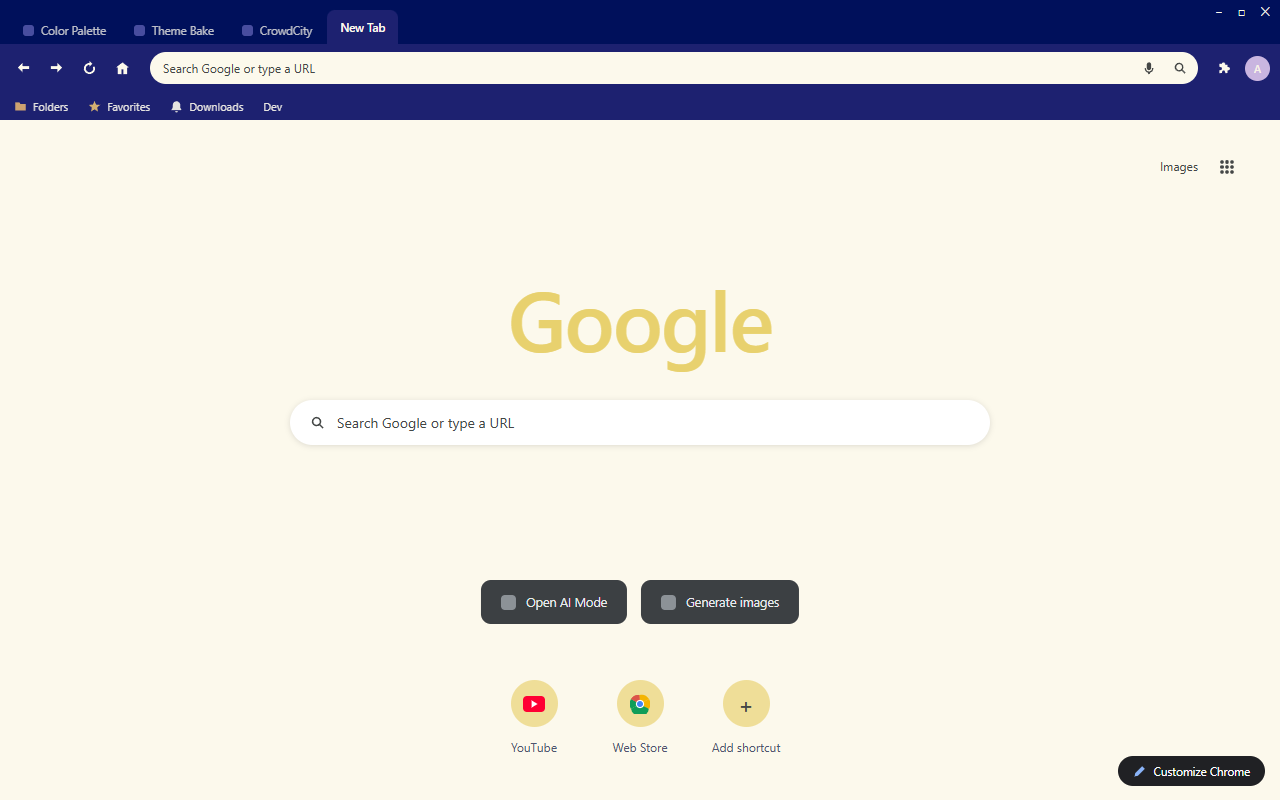 Color Palette
Theme Bake
CrowdCity
New Tab
Search Google or type a URL
A
Folders
Favorites
Downloads
Dev
Images
Google
Search Google or type a URL
Open AI Mode
Generate images
YouTube
Web Store
Add shortcut
Customize Chrome